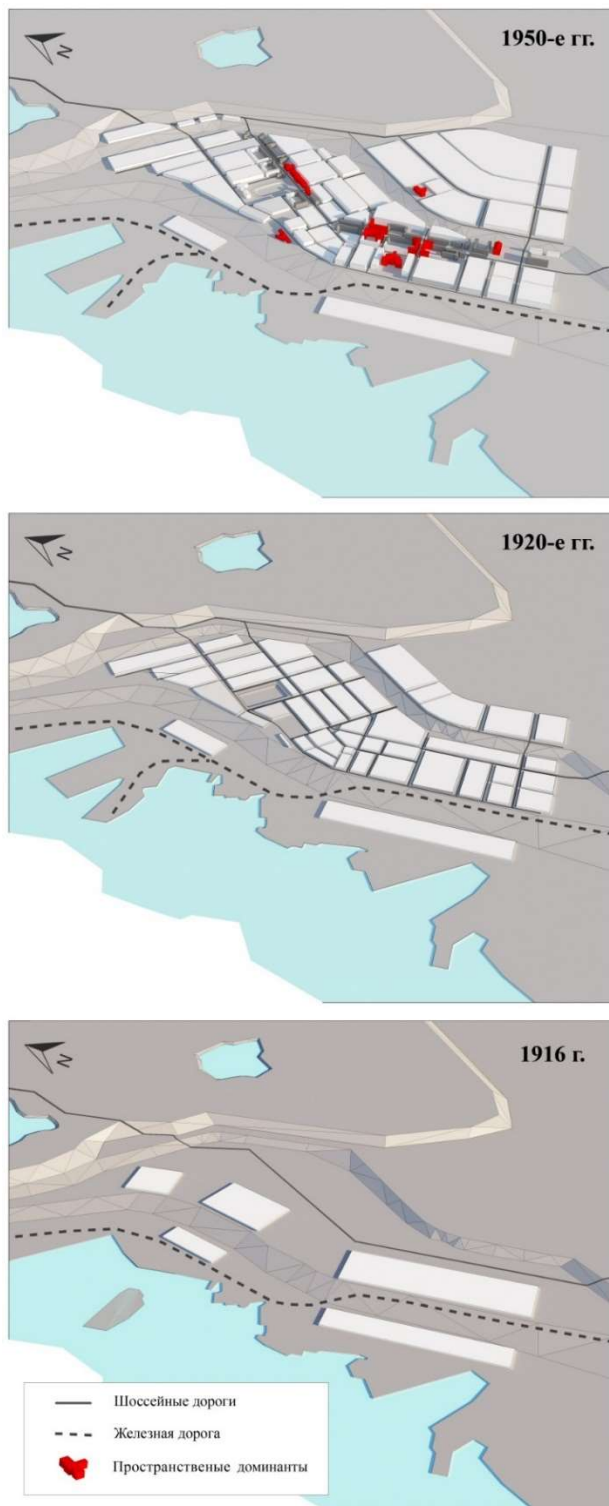 1950-е гг.
N
1920-е гг.
N
1916 г.
N
Шоссейные дороги
Железная дорога
Пространственые доминанты